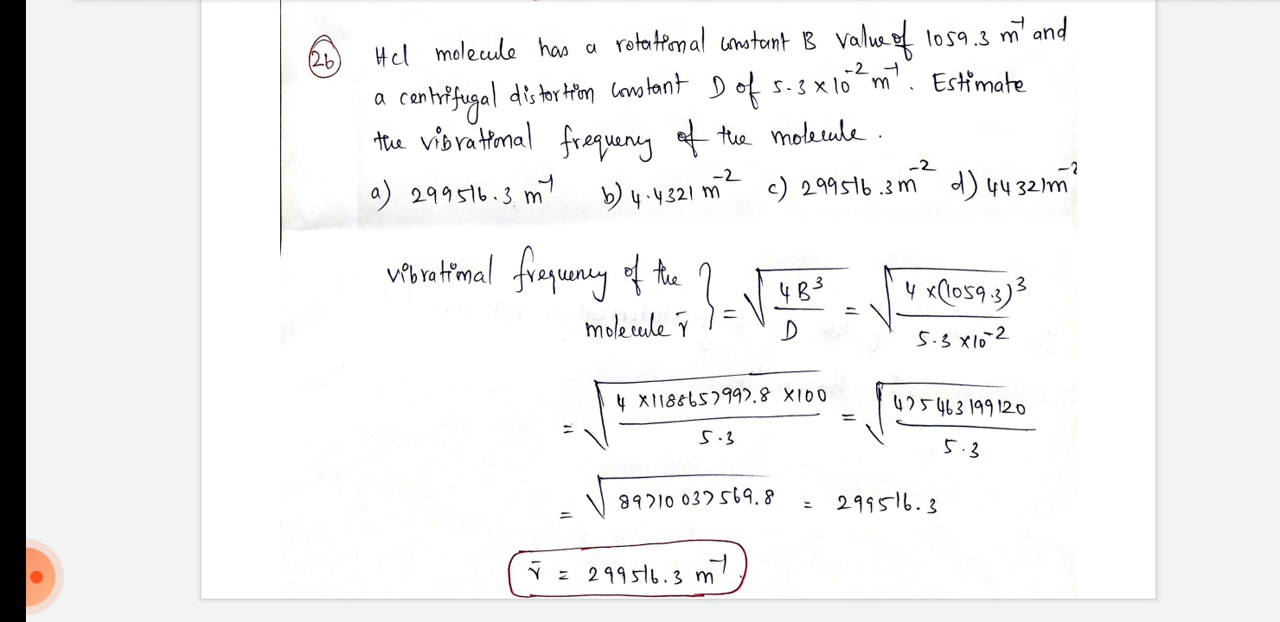 26 Hcl molecule has a rotational constant B value of 1059.3 m⁻¹ and
a centrifugal distortion constant D of 5.3 × 10⁻² m⁻¹. Estimate
the vibrational frequency of the molecule.
a) 299516.3 m⁻¹ b) 4.4321 m⁻² c) 299516.3 m⁻² d) 44321m⁻²
vibrational frequency of the
molecule ν̄ } = √(4B³/D) = √(4 × (1059.3)³/5.3 × 10⁻²)
= √(4 × 1188657997.8 × 100/5.3) = √(475463199120/5.3)
= √89710037569.8 = 299516.3
ν̄ = 299516.3 m⁻¹.